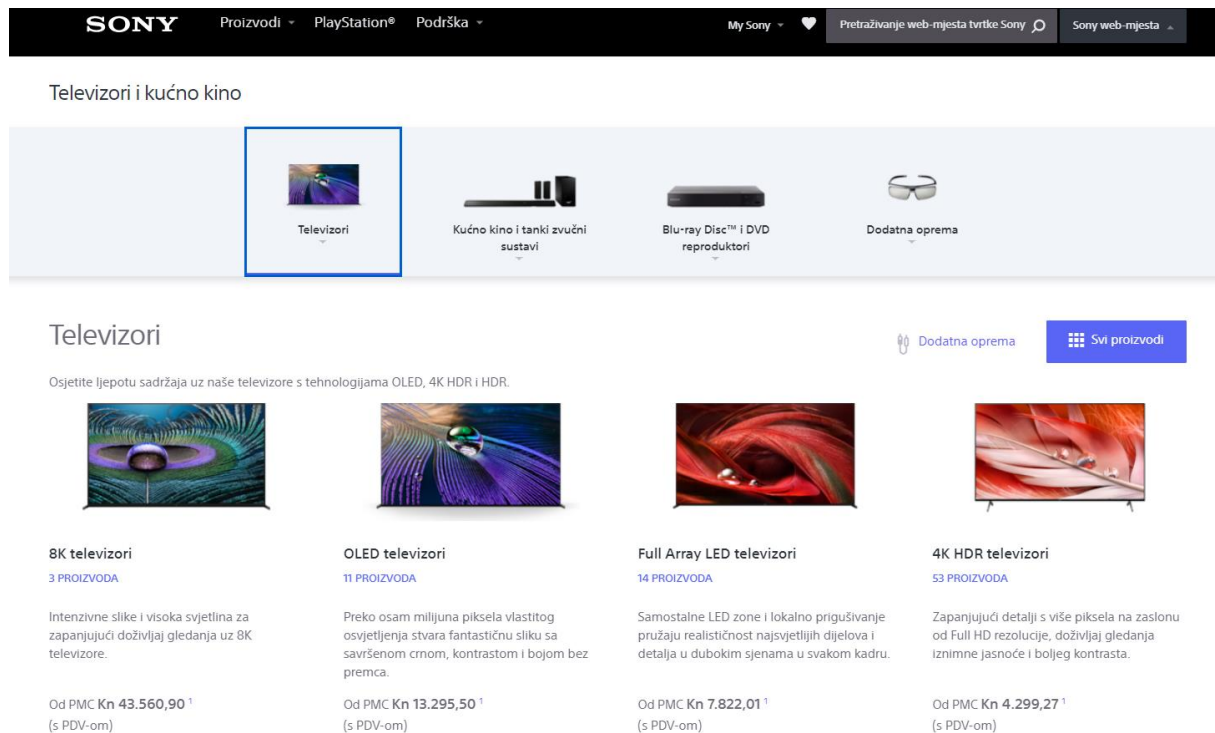 SONY Proizvodi PlayStation® Podrška My Sony Pretraživanje web-mjesta tvrtke Sony Sony web-mjesta
Televizori i kućno kino
Televizori
Kućno kino i tanki zvučni
sustavi
Blu-ray Disc™ i DVD
reproduktori
Dodatna oprema
Televizori
Dodatna oprema
Svi proizvodi
Osjetite ljepotu sadržaja uz naše televizore s tehnologijama OLED, 4K HDR i HDR.
8K televizori
3 PROIZVODA
Intenzivne slike i visoka svjetlina za
zapanjujući doživljaj gledanja uz 8K
televizore.
Od PMC Kn 43.560,90 1
(s PDV-om)
OLED televizori
11 PROIZVODA
Preko osam milijuna piksela vlastitog
osvjetljenja stvara fantastičnu sliku sa
savršenom crnom, kontrastom i bojom bez
premca.
Od PMC Kn 13.295,50 1
(s PDV-om)
Full Array LED televizori
14 PROIZVODA
Samostalne LED zone i lokalno prigušivanje
pružaju realističnost najsvjetlijih dijelova i
detalja u dubokim sjenama u svakom kadru.
Od PMC Kn 7.822,01 1
(s PDV-om)
4K HDR televizori
53 PROIZVODA
Zapanjujući detalji s više piksela na zaslonu
od Full HD rezolucije, doživljaj gledanja
iznimne jasnoće i boljeg kontrasta.
Od PMC Kn 4.299,27 1
(s PDV-om)